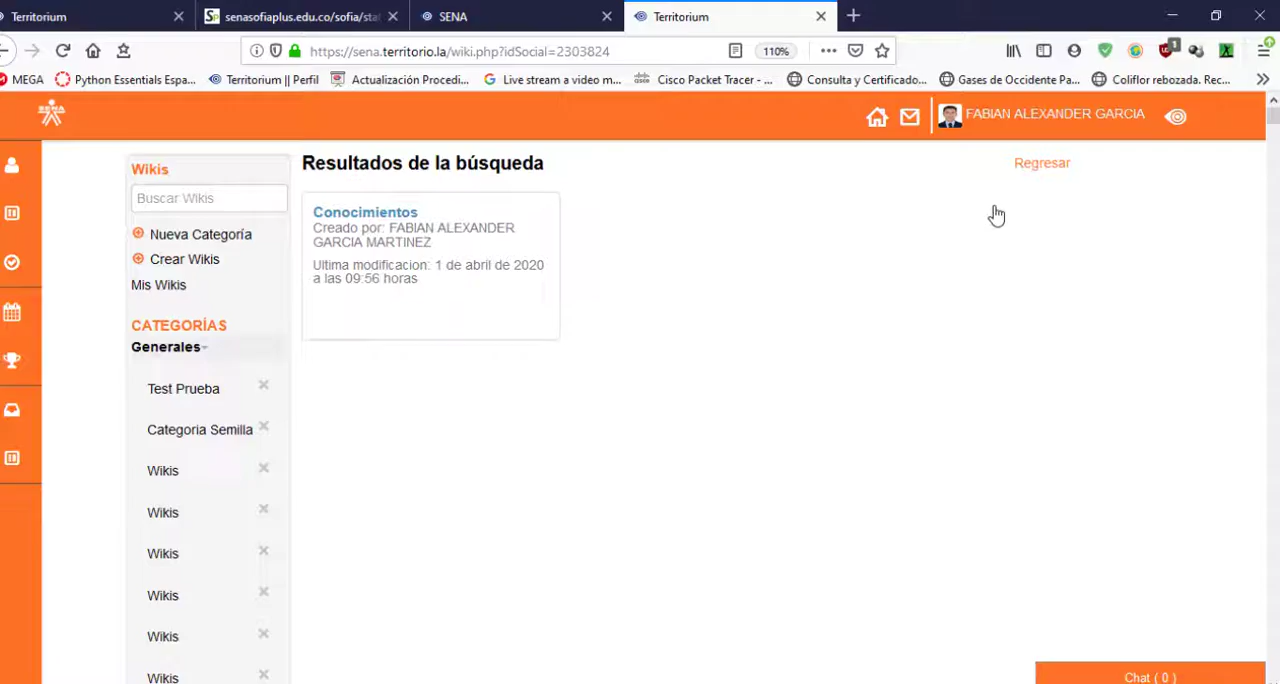 Territorium
senasofiaplus.edu.co/sofia/sta
SENA
Territorium
https://sena.territorio.la/wiki.php?idSocial=2303824
110%
1
MEGA
Python Essentials Espa...
Territorium || Perfil
Actualización Procedi...
Live stream a video m...
Cisco Packet Tracer - ...
Consulta y Certificado...
Gases de Occidente Pa...
Coliflor rebozada. Rec...
SENA
FABIAN ALEXANDER GARCIA
Wikis
Buscar Wikis
Nueva Categoría
Crear Wikis
Mis Wikis
CATEGORÍAS
Generales
Test Prueba
Categoria Semilla
Wikis
Wikis
Wikis
Wikis
Wikis
Wikis
Resultados de la búsqueda
Regresar
Conocimientos
Creado por: FABIAN ALEXANDER
GARCIA MARTINEZ
Ultima modificacion: 1 de abril de 2020
a las 09:56 horas
Chat ( 0 )